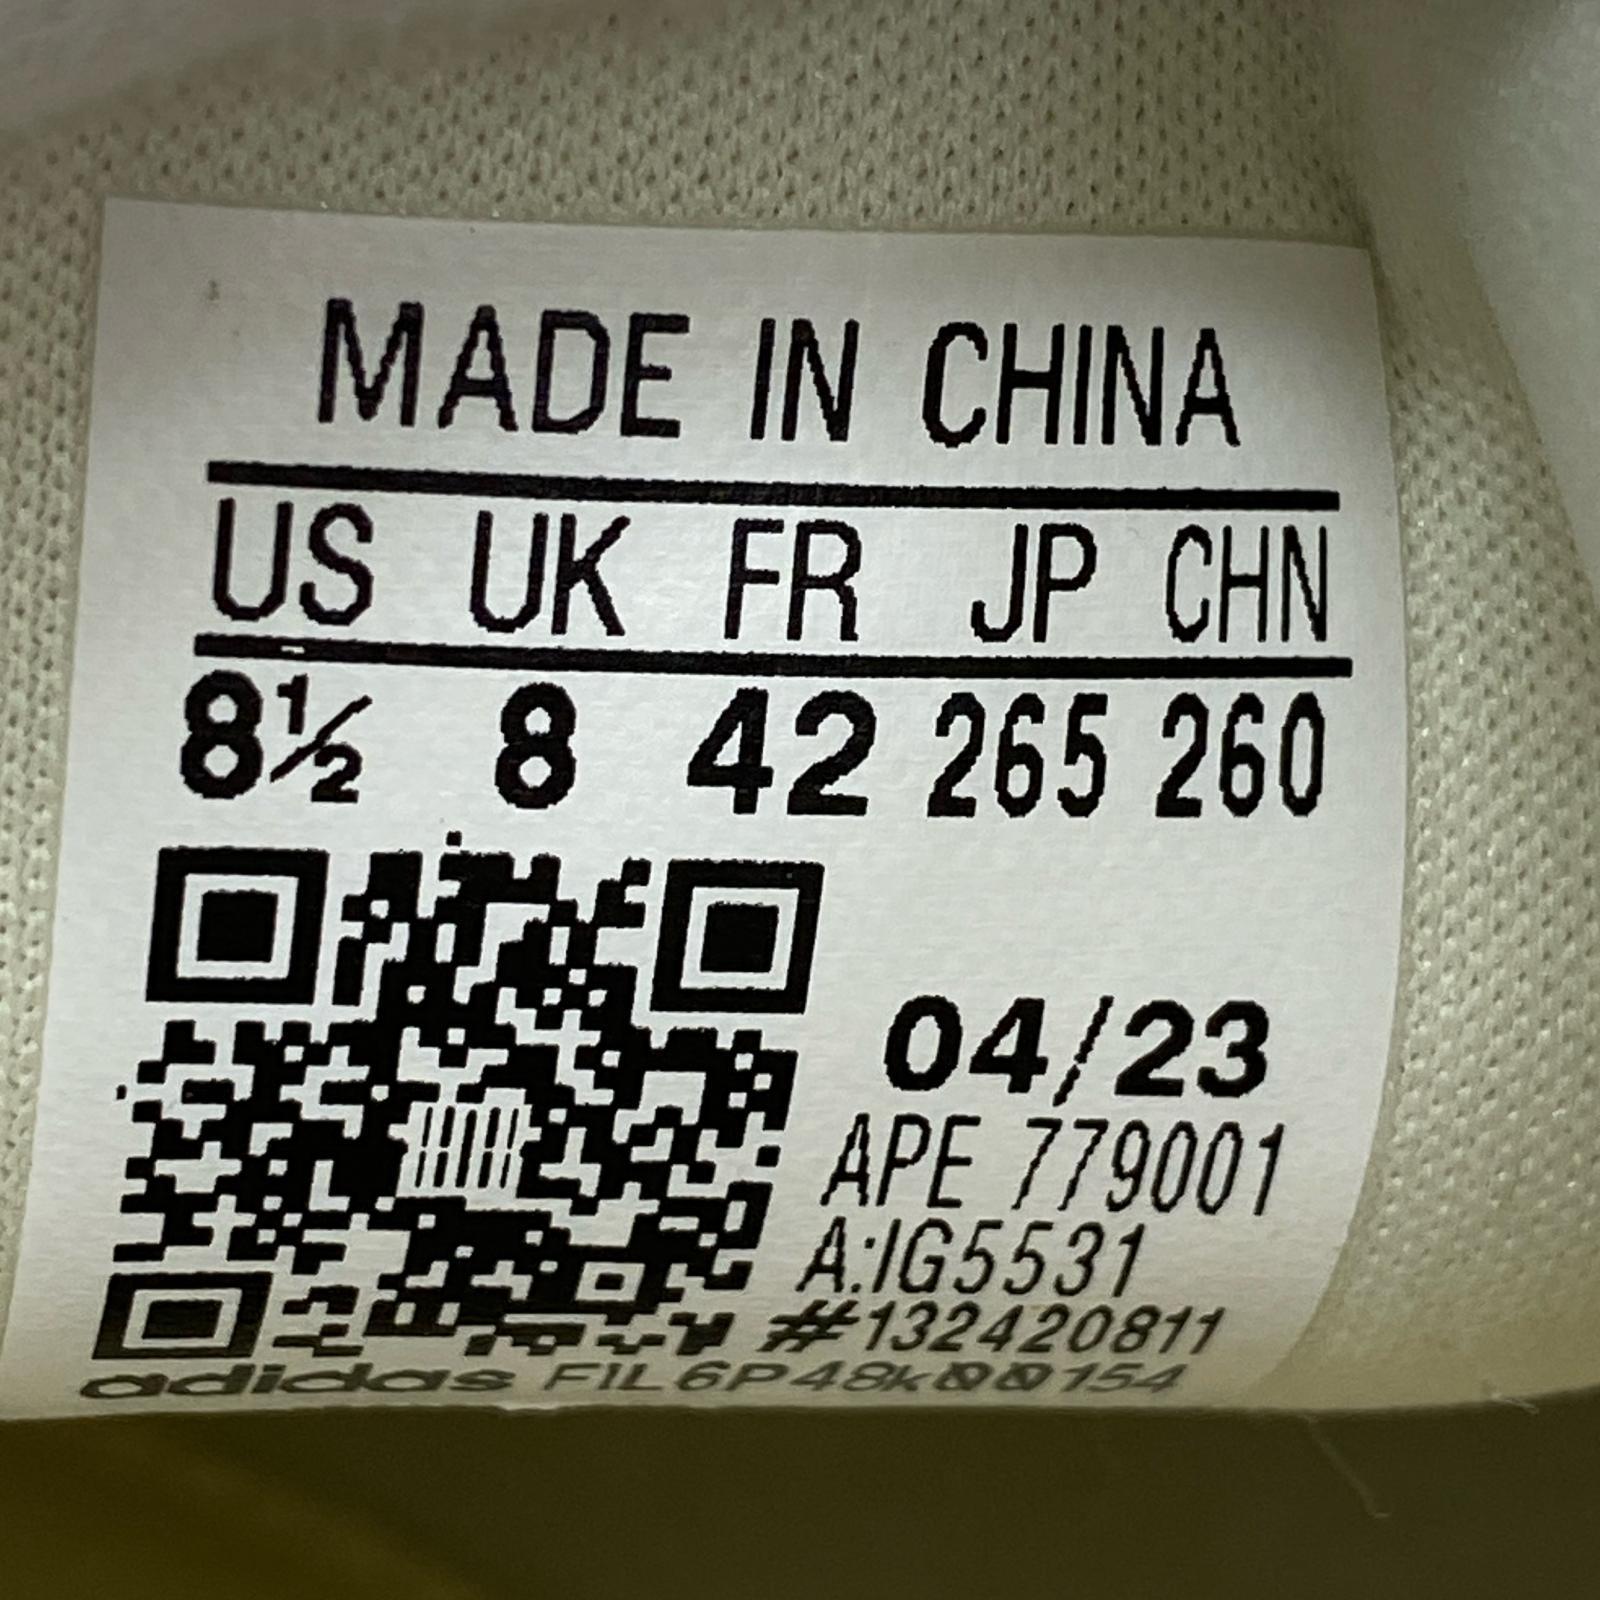 MADE IN CHINA
US UK FR JP CHN
8½ 8 42 265 260
04/23
APE 779001
A:IG5531
#132420811
adidas F1L6P48k00154